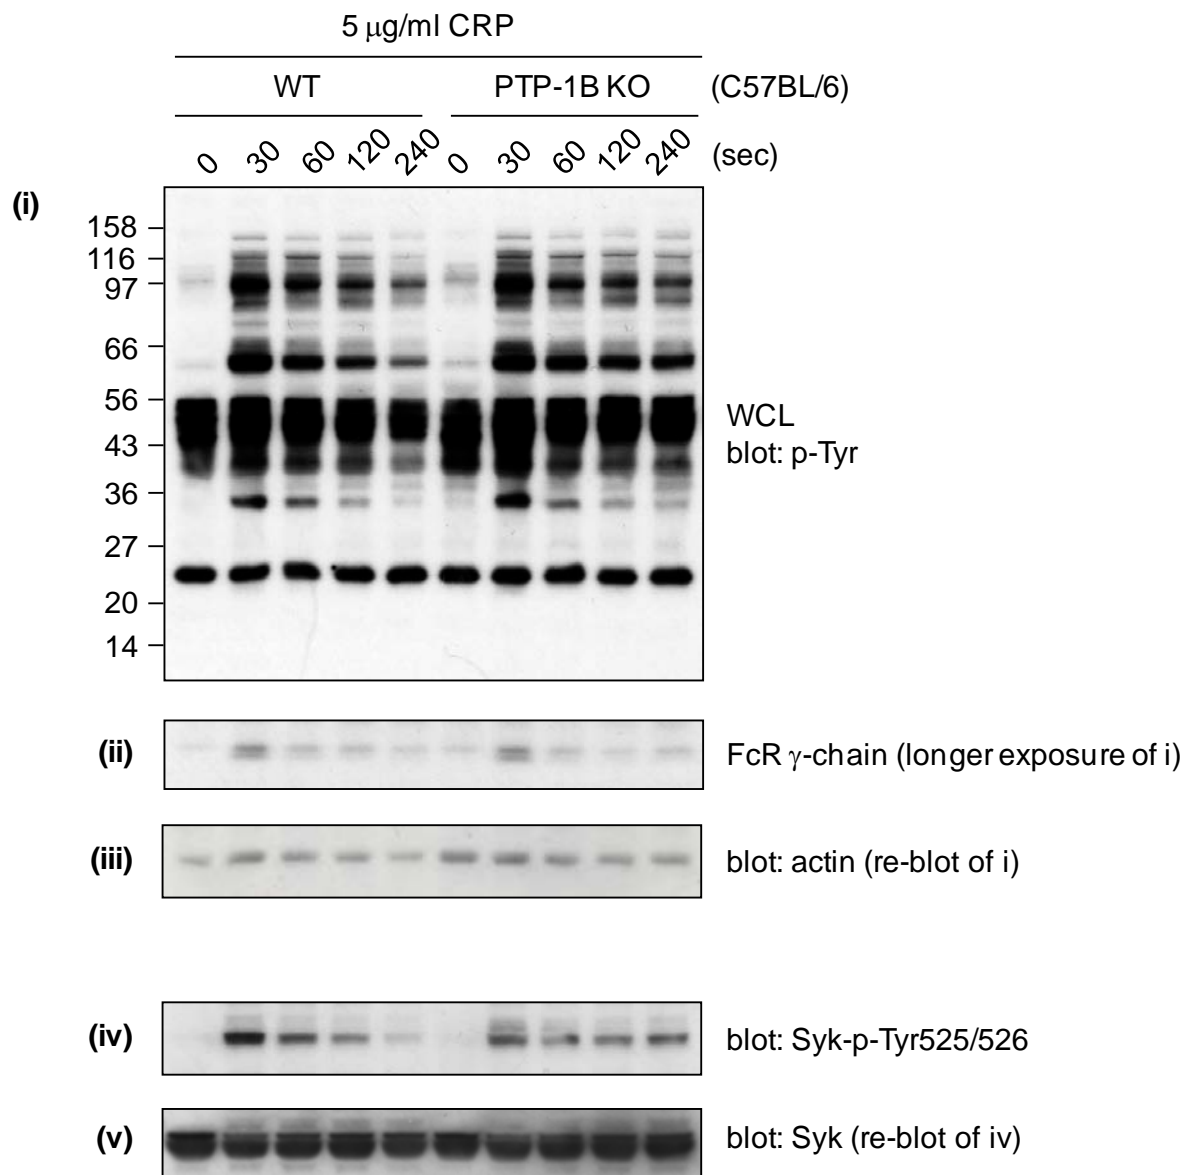 5 μg/ml CRP
WT PTP-1B KO (C57BL/6)
0 30 60 120 240 0 30 60 120 240 (sec)
(i)
158
116
97
66
56
43
36
27
20
14
WCL
blot: p-Tyr
(ii) FcR γ-chain (longer exposure of i)
(iii) blot: actin (re-blot of i)
(iv) blot: Syk-p-Tyr525/526
(v) blot: Syk (re-blot of iv)